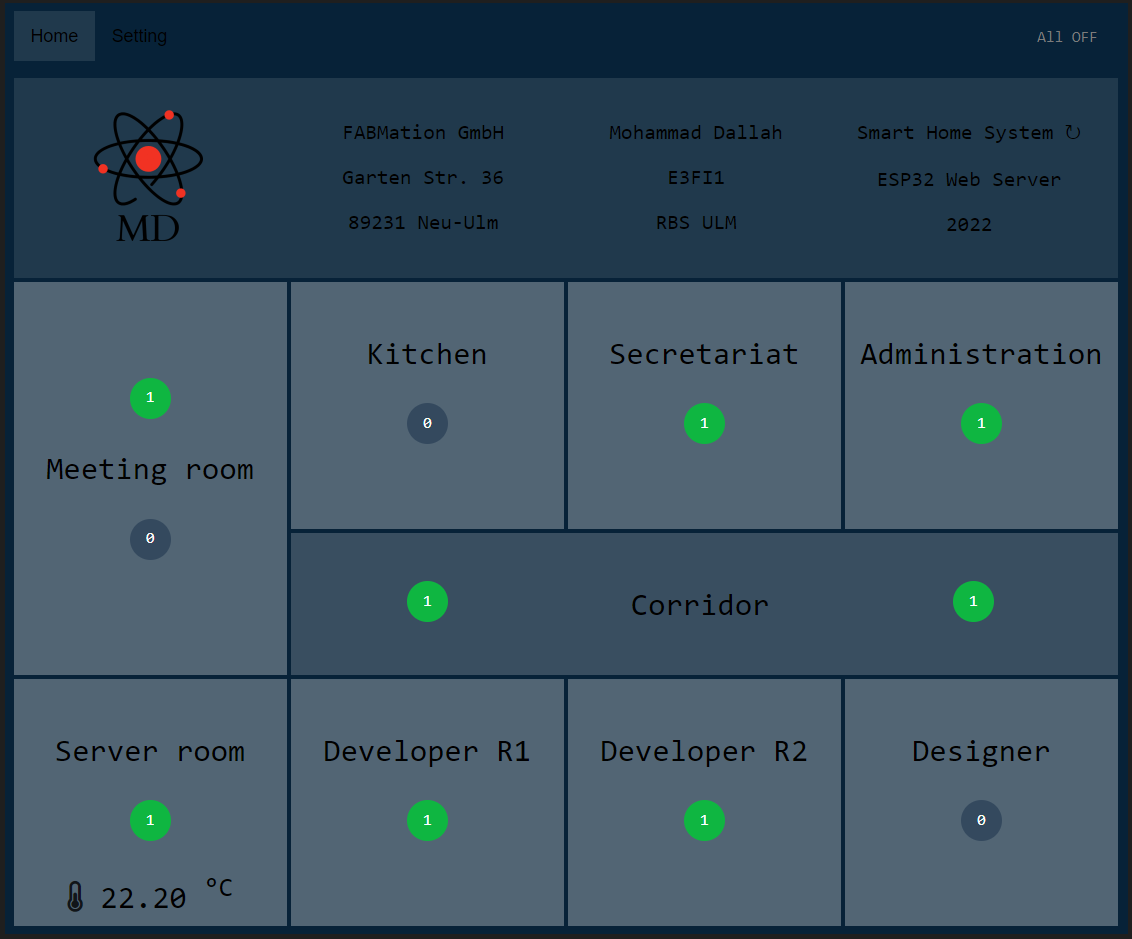 Home
Setting
All OFF
MD
FABMation GmbH
Garten Str. 36
89231 Neu-Ulm
Mohammad Dallah
E3FI1
RBS ULM
Smart Home System ↻
ESP32 Web Server
2022
1
Meeting room
0
Kitchen
0
Secretariat
1
Administration
1
1
Corridor
1
Server room
1
22.20 °C
Developer R1
1
Developer R2
1
Designer
0